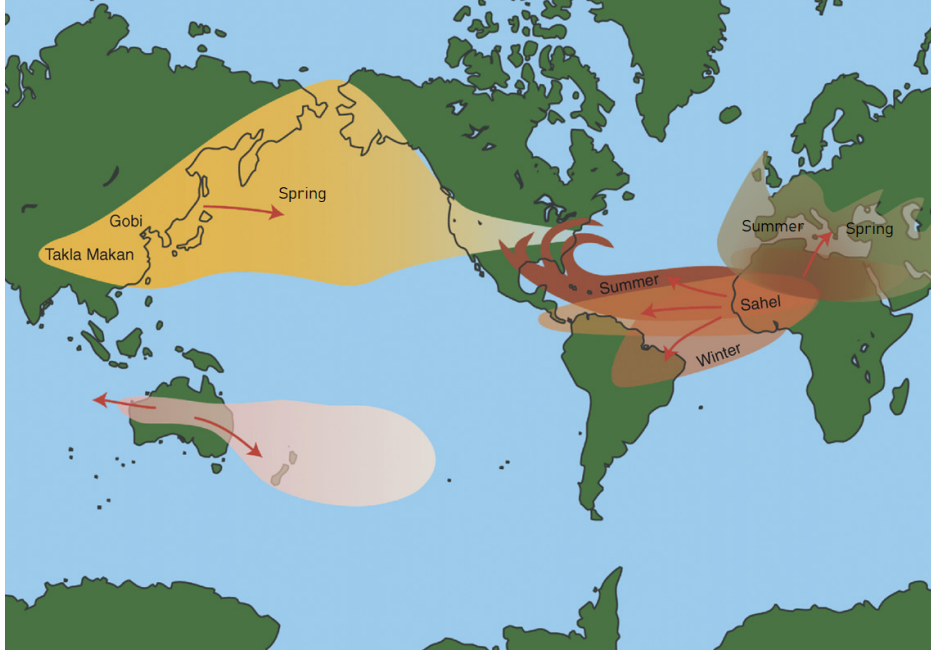 Spring
Gobi
Takla Makan
Summer
Spring
Summer
Sahel
Winter